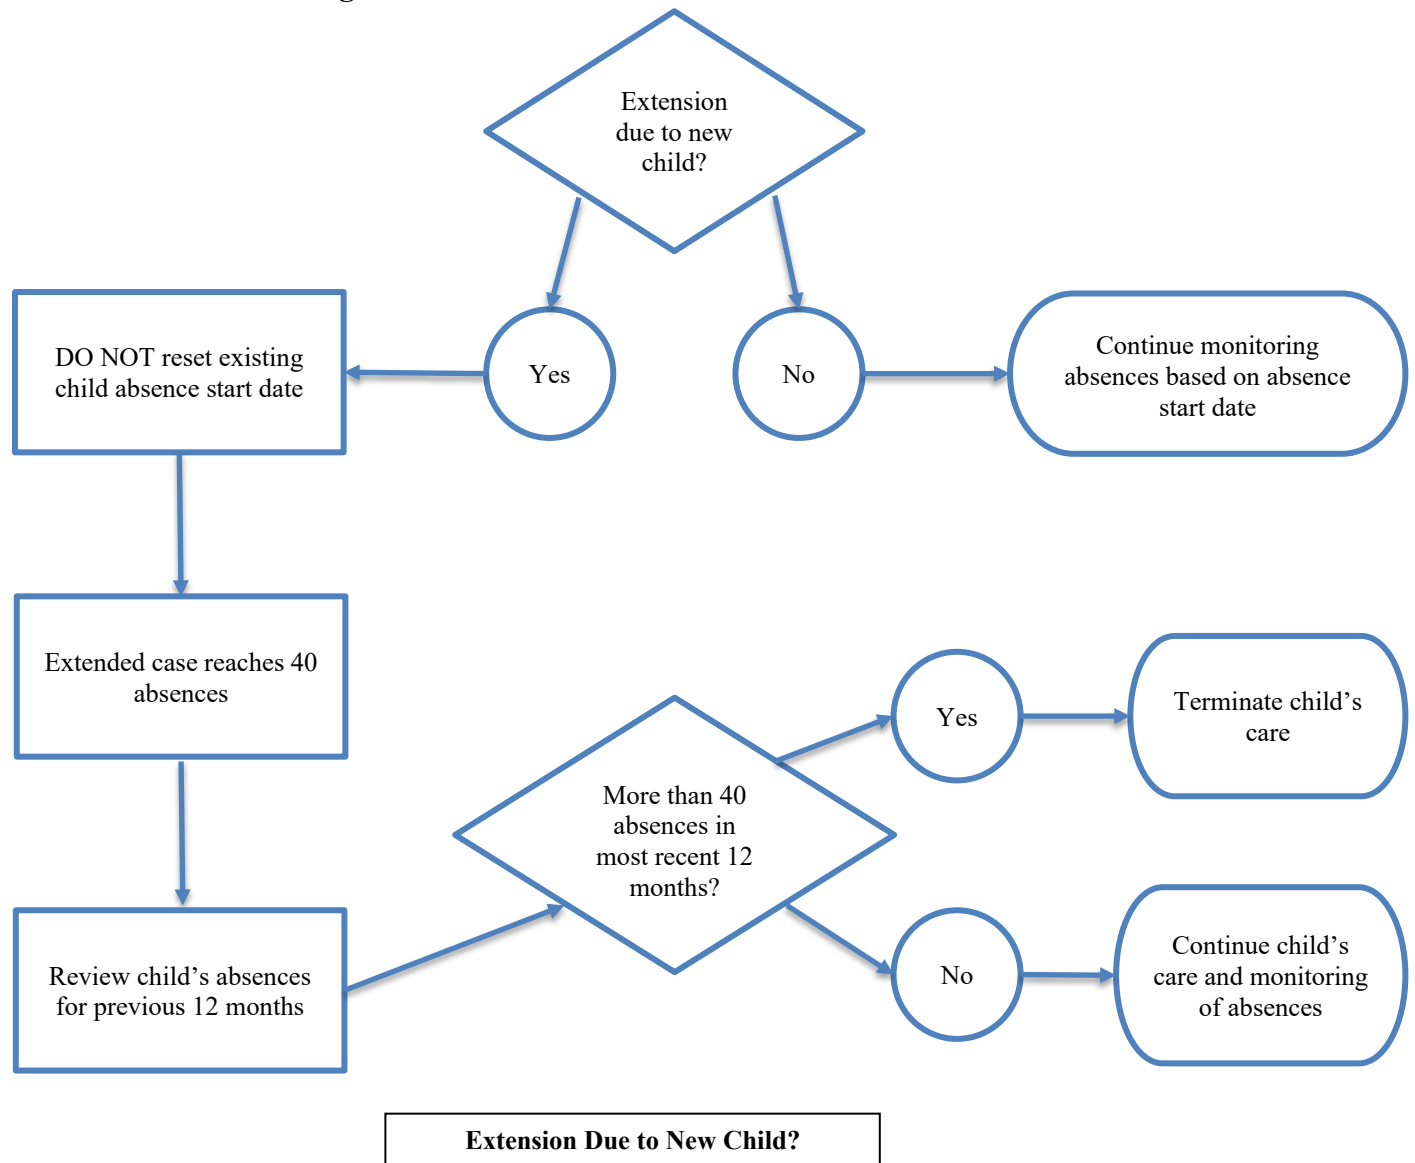 g
Extension
due to new
child?
DO NOT reset existing
child absence start date
Yes
No
Continue monitoring
absences based on absence
start date
Extended case reaches 40
absences
Yes
Terminate child’s
care
More than 40
absences in
most recent 12
months?
Review child’s absences
for previous 12 months
No
Continue child’s
care and monitoring
of absences
Extension Due to New Child?